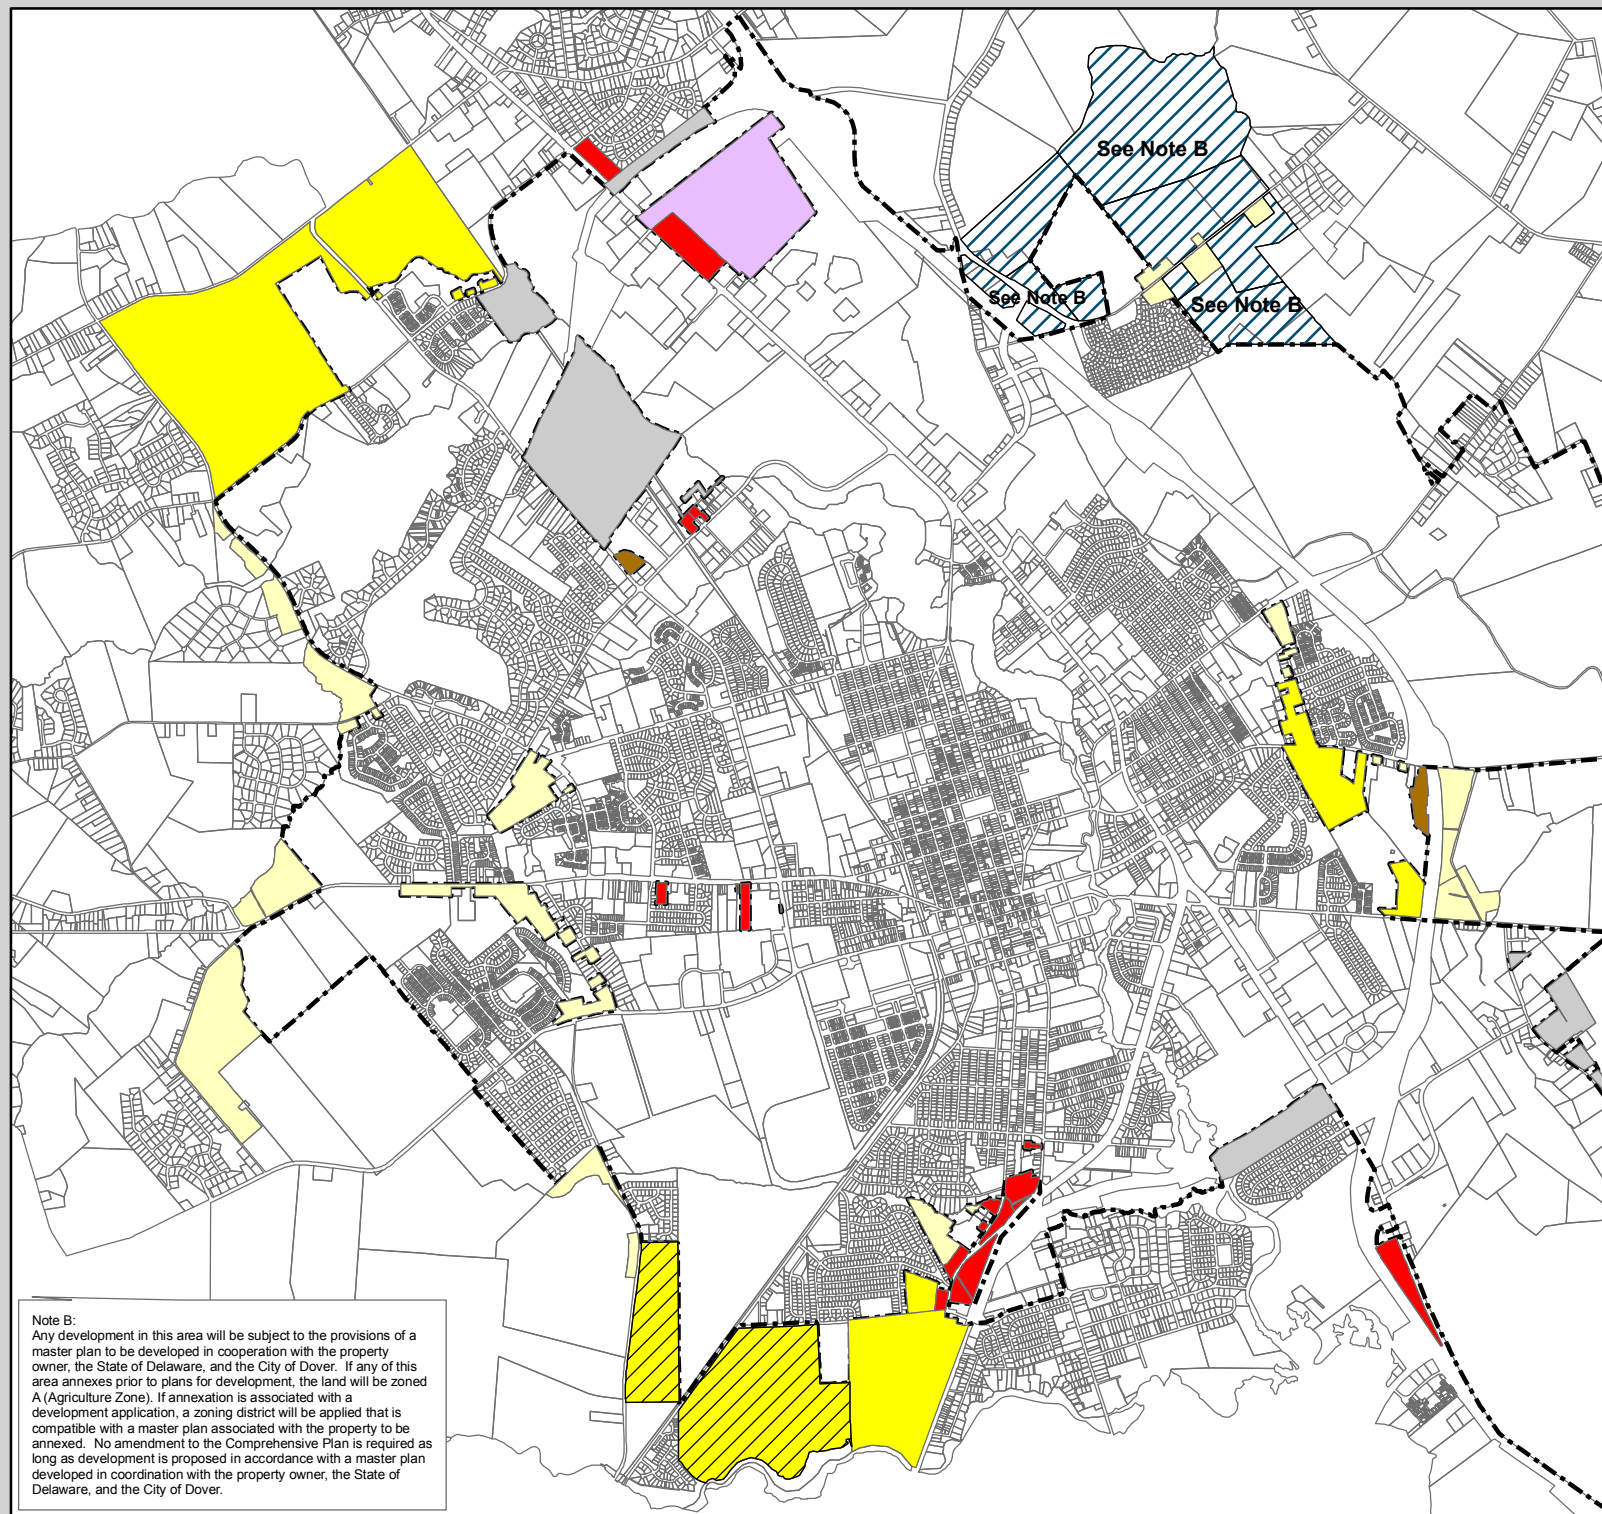 See Note B
See Note B
See Note B
Note B:
Any development in this area will be subject to the provisions of a
master plan to be developed in cooperation with the property
owner, the State of Delaware, and the City of Dover.  If any of this
area annexes prior to plans for development, the land will be zoned
A (Agriculture Zone). If annexation is associated with a
development application, a zoning district will be applied that is
compatible with a master plan associated with the property to be
annexed.  No amendment to the Comprehensive Plan is required as
long as development is proposed in accordance with a master plan
developed in coordination with the property owner, the State of
Delaware, and the City of Dover.